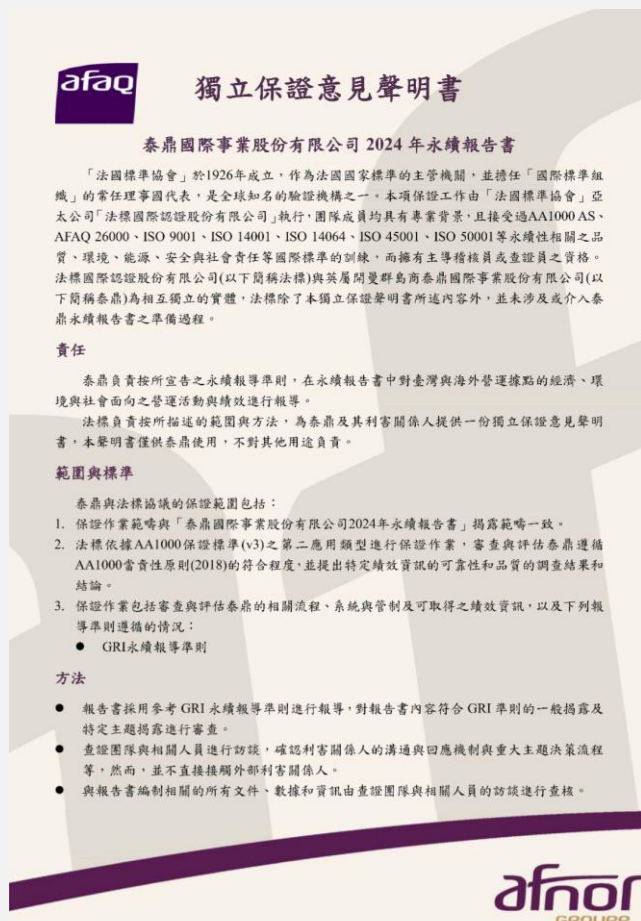 afaq
獨立保證意見聲明書
泰鼎國際事業股份有限公司 2024 年永續報告書
「法國標準協會」於1926年成立,作為法國國家標準的主管機關,並擔任「國際標準組
織」的常任理事國代表,是全球知名的驗證機構之一。本項保證工作由「法國標準協會」亞
太公司「法標國際認證股份有限公司」執行,團隊成員均具有專業背景,且接受過AA1000 AS、
AFAQ 26000、ISO 9001、ISO 14001、ISO 14064、ISO 45001、ISO 50001等永續性相關之品
質、環境、能源、安全與社會責任等國際標準的訓練,而擁有主導稽核員或查證員之資格。
法標國際認證股份有限公司(以下簡稱法標)與英屬開曼群島商泰鼎國際事業股份有限公司(以
下簡稱泰鼎)為相互獨立的實體,法標除了本獨立保證聲明書所述內容外,並未涉及或介入泰
鼎永續報告書之準備過程。
責任
泰鼎負責按所宣告之永續報導準則,在永續報告書中對臺灣與海外營運據點的經濟、環
境與社會面向之營運活動與績效進行報導。
法標負責按所描述的範圍與方法,為泰鼎及其利害關係人提供一份獨立保證意見聲明
書,本聲明書僅供泰鼎使用,不對其他用途負責。
範圍與標準
泰鼎與法標協議的保證範圍包括:
1. 保證作業範疇與「泰鼎國際事業股份有限公司2024年永續報告書」揭露範疇一致。
2. 法標依據AA1000保證標準(v3)之第二應用類型進行保證作業,審查與評估泰鼎遵循
AA1000當責性原則(2018)的符合程度,並提出特定績效資訊的可靠性和品質的調查結果和
結論。
3. 保證作業包括審查與評估泰鼎的相關流程、系統與管制及可取得之績效資訊,以及下列報
導準則遵循的情況:
● GRI永續報導準則
方法
● 報告書採用參考 GRI 永續報導準則進行報導,對報告書內容符合 GRI 準則的一般揭露及
特定主題揭露進行審查。
● 查證團隊與相關人員進行訪談,確認利害關係人的溝通與回應機制與重大主題決策流程
等,然而,並不直接接觸外部利害關係人。
● 與報告書編制相關的所有文件、數據和資訊由查證團隊與相關人員的訪談進行查核。
afnor
GROUPE